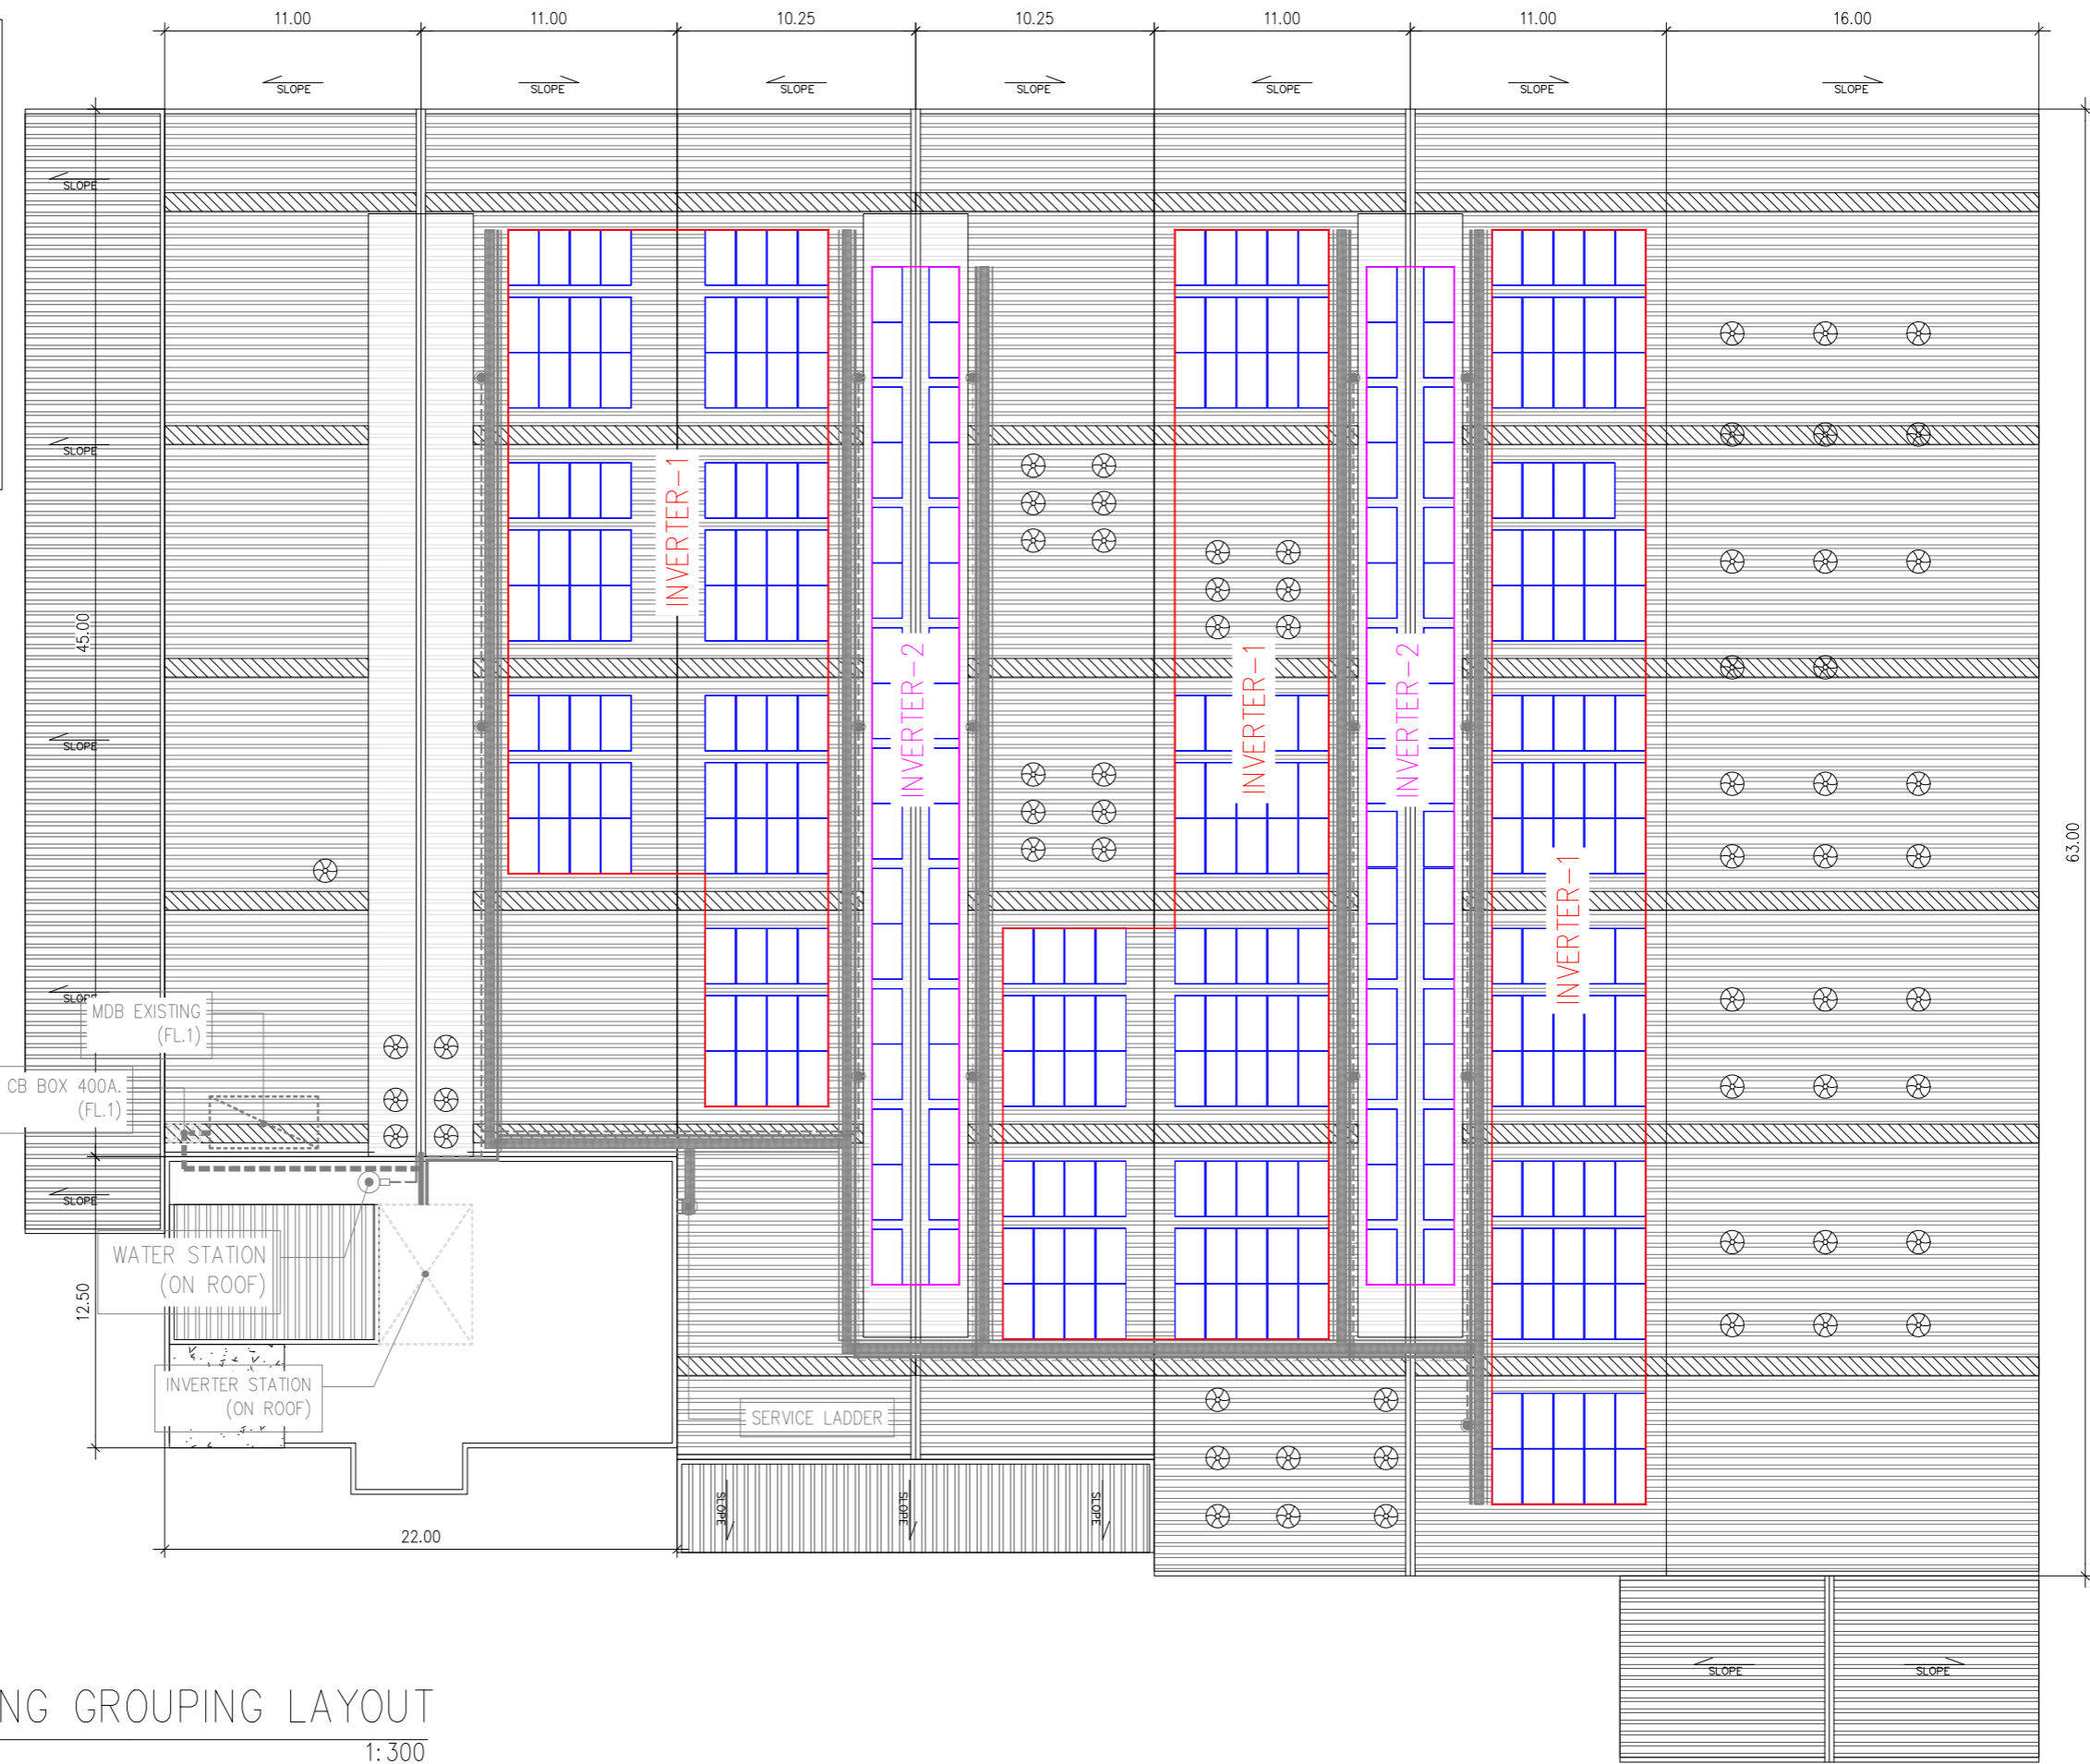 11.00 11.00 10.25 10.25 11.00 11.00 16.00
SLOPE SLOPE SLOPE SLOPE SLOPE SLOPE SLOPE
SLOPE
SLOPE
INVERTER-1
45.00
INVERTER-2
INVERTER-1
INVERTER-2
SLOPE
63.00
INVERTER-1
SLOPE
MDB EXISTING
(FL.1)
CB BOX 400A.
(FL.1)
SLOPE
WATER STATION
(ON ROOF)
12.50
INVERTER STATION
(ON ROOF)
SERVICE LADDER
SLOPE SLOPE SLOPE
22.00
SLOPE SLOPE
NG GROUPING LAYOUT
1:300